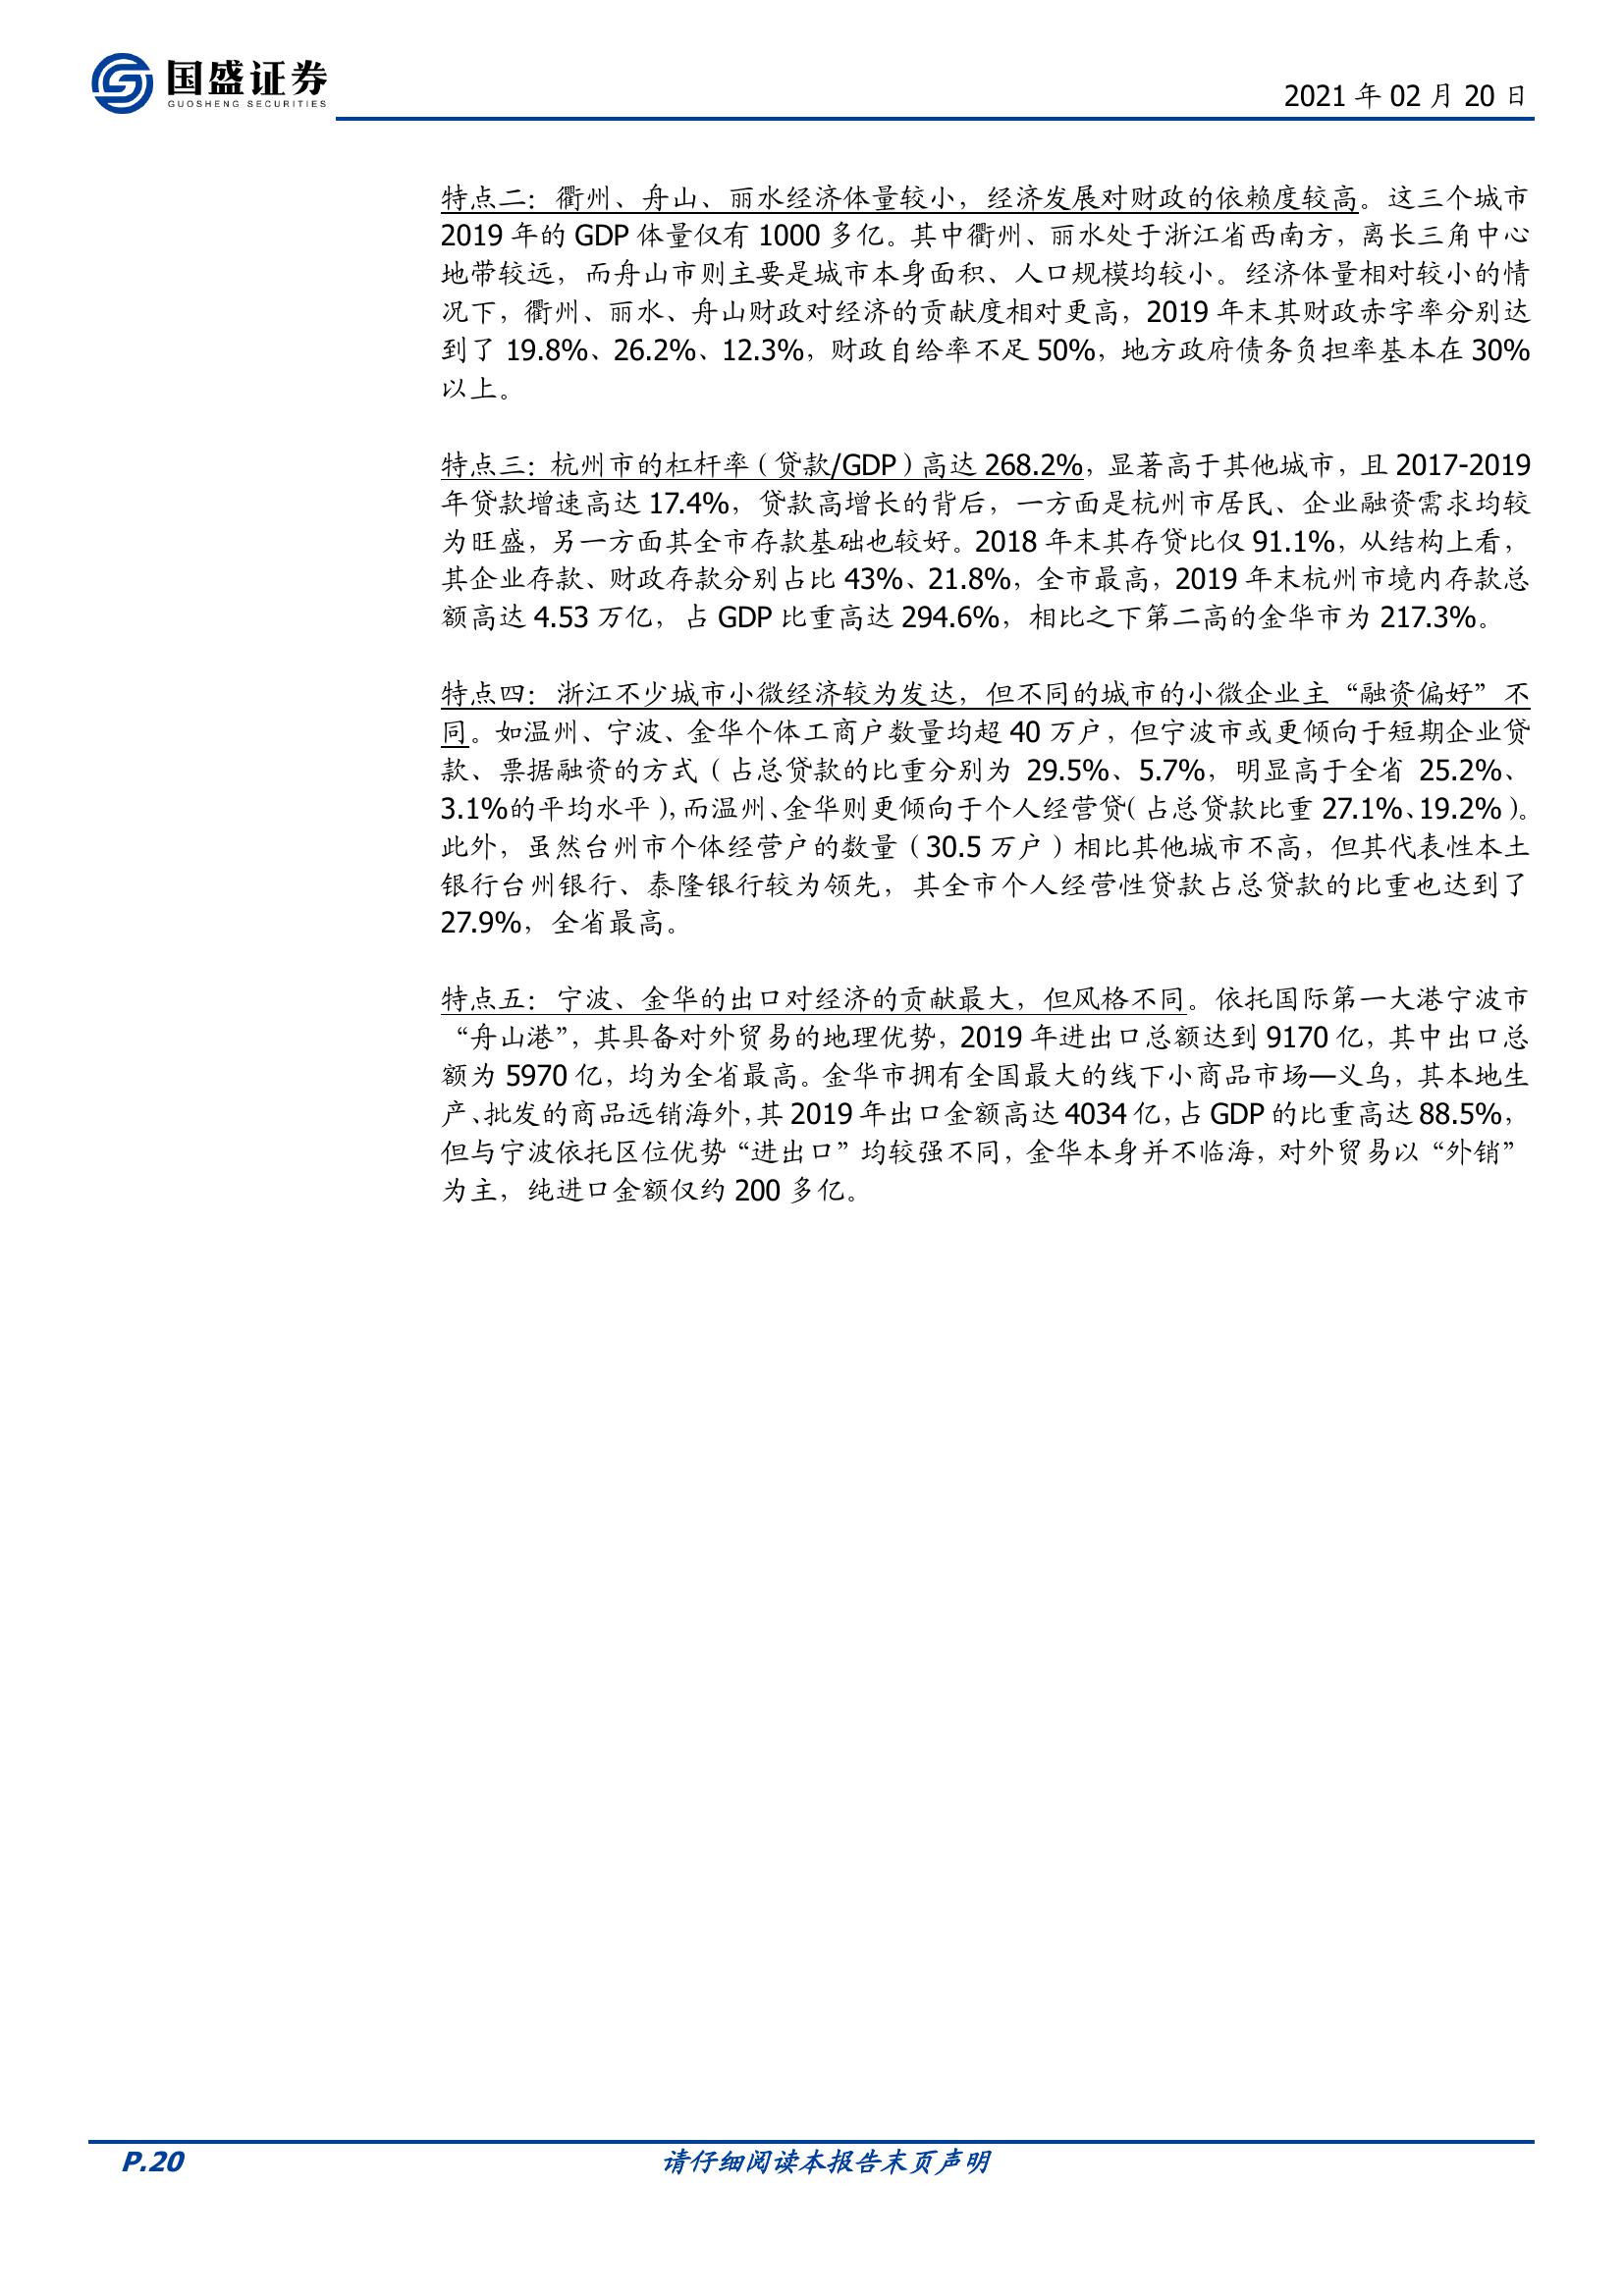 国盛证券
GUOSHENG SECURITIES
2021 年 02 月 20 日
特点二：衢州、舟山、丽水经济体量较小，经济发展对财政的依赖度较高。这三个城市
2019 年的 GDP 体量仅有 1000 多亿。其中衢州、丽水处于浙江省西南方，离长三角中心
地带较远，而舟山市则主要是城市本身面积、人口规模均较小。经济体量相对较小的情
况下，衢州、丽水、舟山财政对经济的贡献度相对更高，2019 年末其财政赤字率分别达
到了 19.8%、26.2%、12.3%，财政自给率不足 50%，地方政府债务负担率基本在 30%
以上。
特点三：杭州市的杠杆率（贷款/GDP）高达 268.2%，显著高于其他城市，且 2017-2019
年贷款增速高达 17.4%，贷款高增长的背后，一方面是杭州市居民、企业融资需求均较
为旺盛，另一方面其全市存款基础也较好。2018 年末其存贷比仅 91.1%，从结构上看，
其企业存款、财政存款分别占比 43%、21.8%，全市最高，2019 年末杭州市境内存款总
额高达 4.53 万亿，占 GDP 比重高达 294.6%，相比之下第二高的金华市为 217.3%。
特点四：浙江不少城市小微经济较为发达，但不同的城市的小微企业主“融资偏好”不
同。如温州、宁波、金华个体工商户数量均超 40 万户，但宁波市或更倾向于短期企业贷
款、票据融资的方式（占总贷款的比重分别为 29.5%、5.7%，明显高于全省 25.2%、
3.1%的平均水平），而温州、金华则更倾向于个人经营贷（占总贷款比重 27.1%、19.2%）。
此外，虽然台州市个体经营户的数量（30.5 万户）相比其他城市不高，但其代表性本土
银行台州银行、泰隆银行较为领先，其全市个人经营性贷款占总贷款的比重也达到了
27.9%，全省最高。
特点五：宁波、金华的出口对经济的贡献最大，但风格不同。依托国际第一大港宁波市
“舟山港”，其具备对外贸易的地理优势，2019 年进出口总额达到 9170 亿，其中出口总
额为 5970 亿，均为全省最高。金华市拥有全国最大的线下小商品市场—义乌，其本地生
产、批发的商品远销海外，其 2019 年出口金额高达 4034 亿，占 GDP 的比重高达 88.5%，
但与宁波依托区位优势“进出口”均较强不同，金华本身并不临海，对外贸易以“外销”
为主，纯进口金额仅约 200 多亿。
P.20
请仔细阅读本报告末页声明